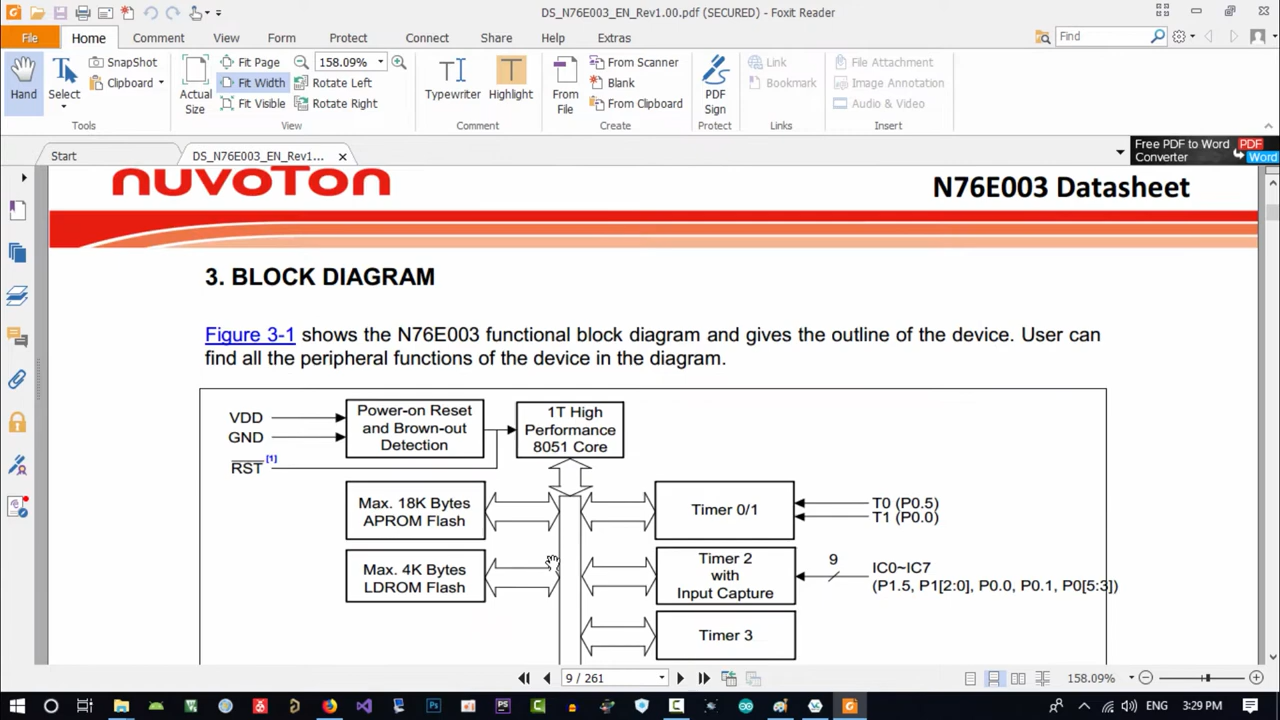 DS_N76E003_EN_Rev1.00.pdf (SECURED) - Foxit Reader
File Home Comment View Form Protect Connect Share Help Extras Find
Hand
Select
SnapShot
Clipboard
Tools
Actual Size
Fit Page
Fit Width
Fit Visible
158.09%
Rotate Left
Rotate Right
View
Typewriter
Highlight
Comment
From File
From Scanner
Blank
From Clipboard
Create
PDF Sign
Protect
Link
Bookmark
Links
File Attachment
Image Annotation
Audio & Video
Insert
Start DS_N76E003_EN_Rev1...
Free PDF to Word
Converter
PDF
Word
nuvoTon N76E003 Datasheet
3. BLOCK DIAGRAM
Figure 3-1 shows the N76E003 functional block diagram and gives the outline of the device. User can
find all the peripheral functions of the device in the diagram.
VDD
GND
RST [1]
Power-on Reset
and Brown-out
Detection
1T High
Performance
8051 Core
Max. 18K Bytes
APROM Flash
Timer 0/1
T0 (P0.5)
T1 (P0.0)
Max. 4K Bytes
LDROM Flash
Timer 2
with
Input Capture
9
IC0~IC7
(P1.5, P1[2:0], P0.0, P0.1, P0[5:3])
Timer 3
9 / 261 158.09%
ENG 3:29 PM